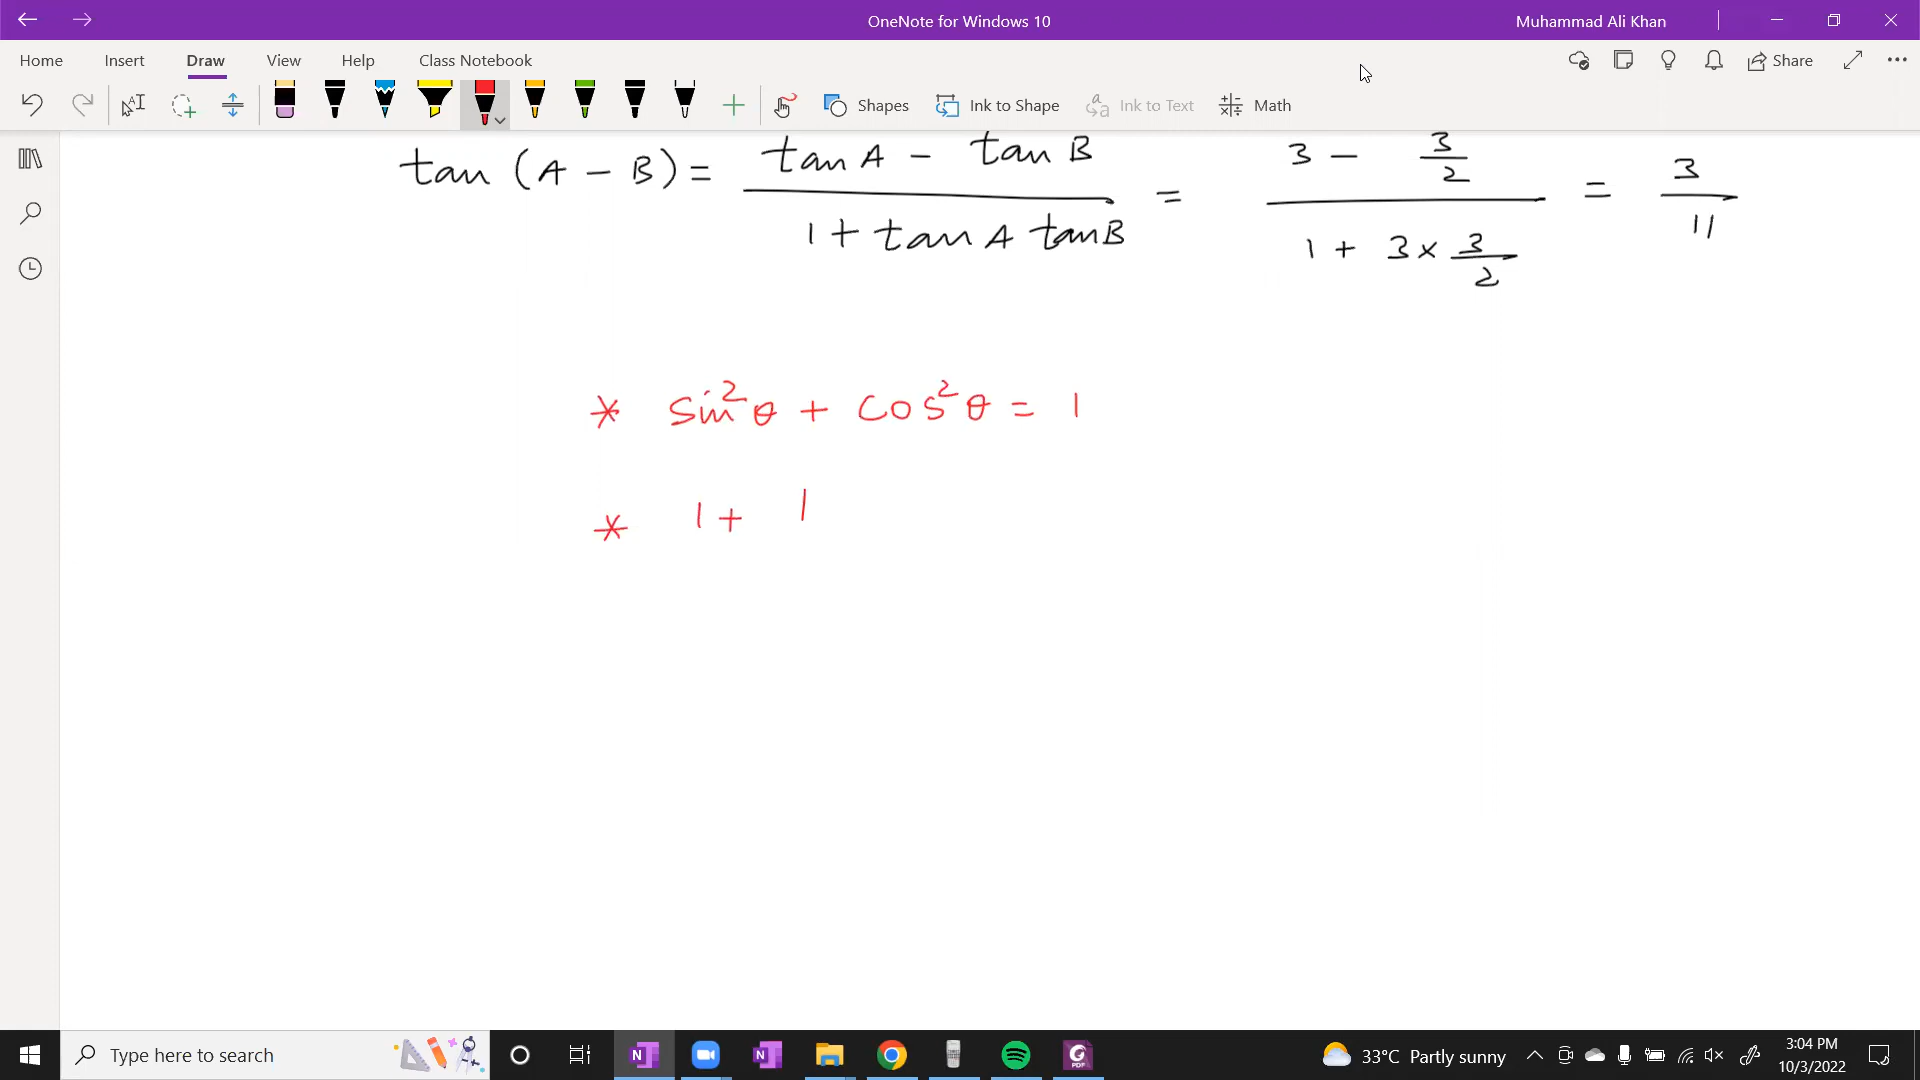 OneNote for Windows 10
Muhammad Ali Khan
Home Insert Draw View Help Class Notebook Share
Shapes Ink to Shape Ink to Text Math
tan (A - B) = tan A - tan B / 1 + tan A tan B = 3 - 3/2 / 1 + 3 × 3/2 = 3/11
* sin²θ + cos²θ = 1
* 1 + 1
Type here to search
33°C Partly sunny
3:04 PM
10/3/2022